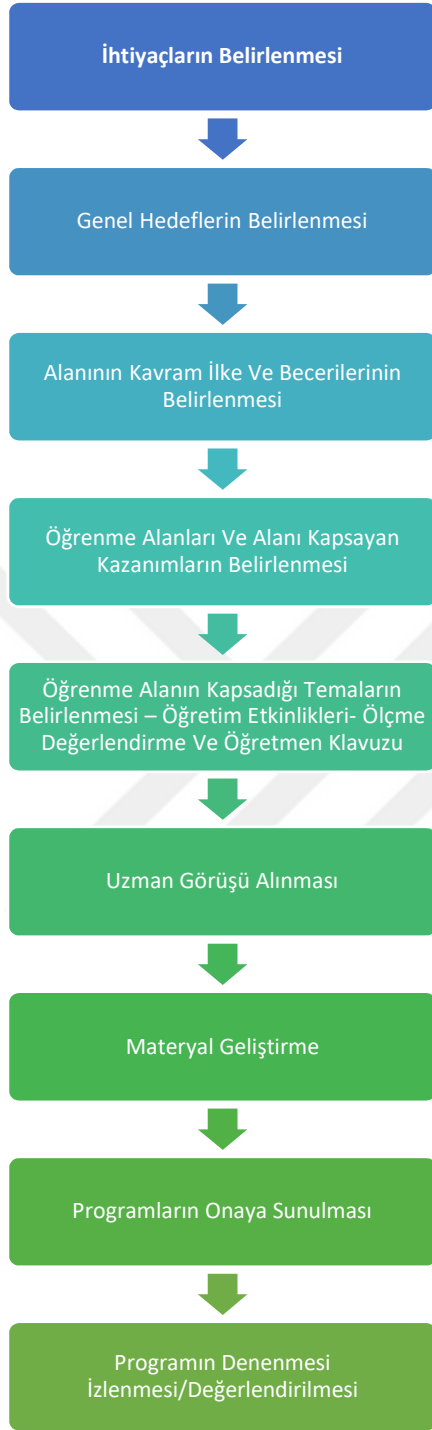 İhtiyaçların Belirlenmesi
Genel Hedeflerin Belirlenmesi
Alanının Kavram İlke Ve Becerilerinin
Belirlenmesi
Öğrenme Alanları Ve Alanı Kapsayan
Kazanımların Belirlenmesi
Öğrenme Alanın Kapsadığı Temaların
Belirlenmesi – Öğretim Etkinlikleri- Ölçme
Değerlendirme Ve Öğretmen Klavuzu
Uzman Görüşü Alınması
Materyal Geliştirme
Programların Onaya Sunulması
Programın Denenmesi
İzlenmesi/Değerlendirilmesi